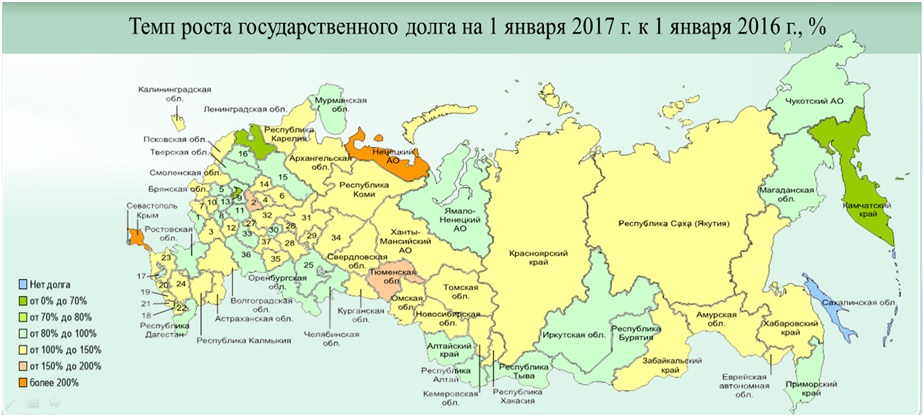 Темп роста государственного долга на 1 января 2017 г. к 1 января 2016 г., %
Калининградская
обл.
Мурманская
обл.
Чукотский АО
Ленинградская обл.
Республика
Карелия
Псковская обл.
Тверская обл.
Смоленская обл.
Брянская обл.
Архангельская
обл.
Ненецкий
АО
Республика
Коми
Севастополь
Крым
Ростовская
обл.
Ямало-
Ненецкий
АО
Магаданская
обл.
Камчатский
край
Республика Саха (Якутия)
Ханты-
Мансийский
АО
Красноярский
край
Свердловская
обл.
Тюменская
обл.
Томская
обл.
Омская
обл.
Новосибирская
обл.
Оренбургская
обл.
Курганская
обл.
Челябинская
обл.
Волгоградская
обл.
Астраханская обл.
Республика Калмыкия
Республика
Дагестан
Алтайский
край
Республика
Алтай
Кемеровская обл.
Республика
Хакасия
Республика
Тыва
Иркутская обл.
Республика
Бурятия
Забайкальский
край
Амурская
обл.
Хабаровский
край
Еврейская
автономная обл.
Приморский
край
Сахалинская обл.
16
15
14
5
9
7
10
13
2
4
6
11
1
8
27
26
32
31
3
12
33
30
28
29
34
37
36
35
25
23
17
20
24
19
21
22
18
Нет долга
от 0% до 70%
от 70% до 80%
от 80% до 100%
от 100% до 150%
от 150% до 200%
более 200%